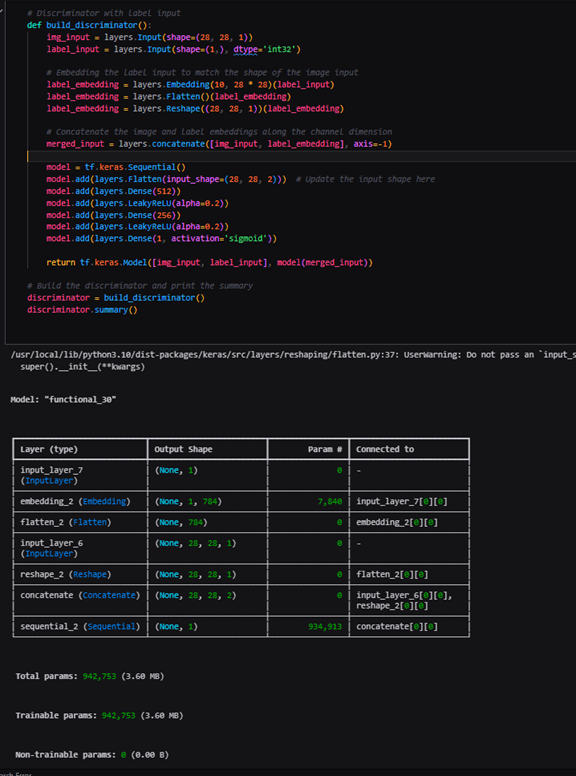 # Discriminator with label input
def build_discriminator():
img_input = layers.Input(shape=(28, 28, 1))
label_input = layers.Input(shape=(1,), dtype='int32')
# Embedding the label input to match the shape of the image input
label_embedding = layers.Embedding(10, 28 * 28)(label_input)
label_embedding = layers.Flatten()(label_embedding)
label_embedding = layers.Reshape((28, 28, 1))(label_embedding)
# Concatenate the image and label embeddings along the channel dimension
merged_input = layers.concatenate([img_input, label_embedding], axis=-1)
model = tf.keras.Sequential()
model.add(layers.Flatten(input_shape=(28, 28, 2))) # Update the input shape here
model.add(layers.Dense(512))
model.add(layers.LeakyReLU(alpha=0.2))
model.add(layers.Dense(256))
model.add(layers.LeakyReLU(alpha=0.2))
model.add(layers.Dense(1, activation='sigmoid'))
return tf.keras.Model([img_input, label_input], model(merged_input))
# Build the discriminator and print the summary
discriminator = build_discriminator()
discriminator.summary()
/usr/local/lib/python3.10/dist-packages/keras/src/layers/reshaping/flatten.py:37: UserWarning: Do not pass an `input_s
super().__init__(**kwargs)
Model: "functional_30"
Layer (type) Output Shape Param # Connected to
input_layer_7 (None, 1) 0 -
(InputLayer)
embedding_2 (Embedding) (None, 1, 784) 7,840 input_layer_7[0][0]
flatten_2 (Flatten) (None, 784) 0 embedding_2[0][0]
input_layer_6 (None, 28, 28, 1) 0 -
(InputLayer)
reshape_2 (Reshape) (None, 28, 28, 1) 0 flatten_2[0][0]
concatenate (Concatenate) (None, 28, 28, 2) 0 input_layer_6[0][0],
reshape_2[0][0]
sequential_2 (Sequential) (None, 1) 934,913 concatenate[0][0]
Total params: 942,753 (3.60 MB)
Trainable params: 942,753 (3.60 MB)
Non-trainable params: 0 (0.00 B)